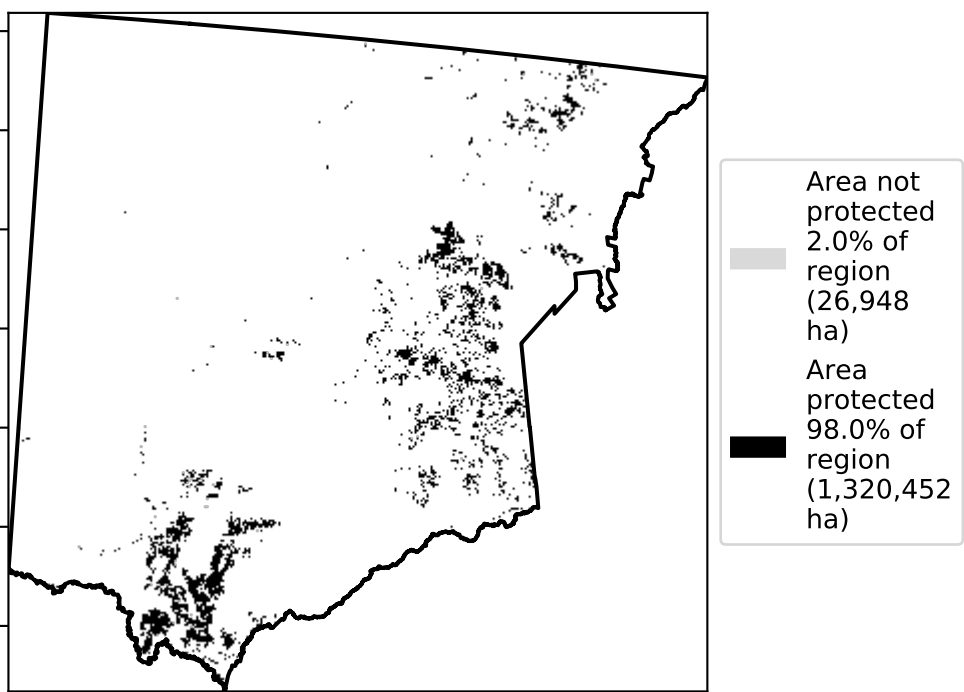 Area not
protected
2.0% of
region
(26,948
ha)
Area
protected
98.0% of
region
(1,320,452
ha)